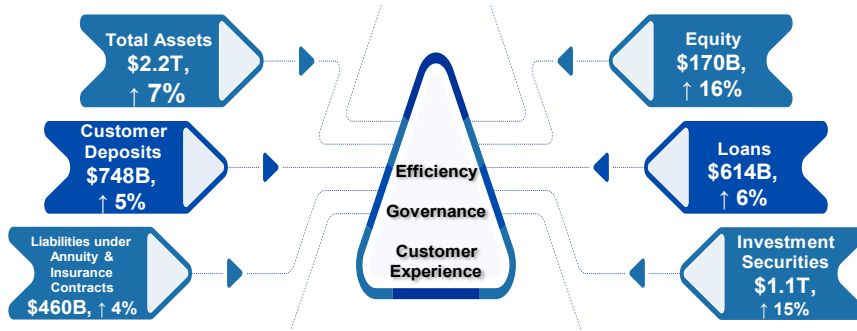 Total Assets
$2.2T,
↑ 7%
Customer
Deposits
$748B,
↑ 5%
Liabilities under
Annuity &
Insurance
Contracts
$460B, ↑ 4%
Efficiency
Governance
Customer
Experience
Equity
$170B,
↑ 16%
Loans
$614B,
↑ 6%
Investment
Securities
$1.1T,
↑ 15%